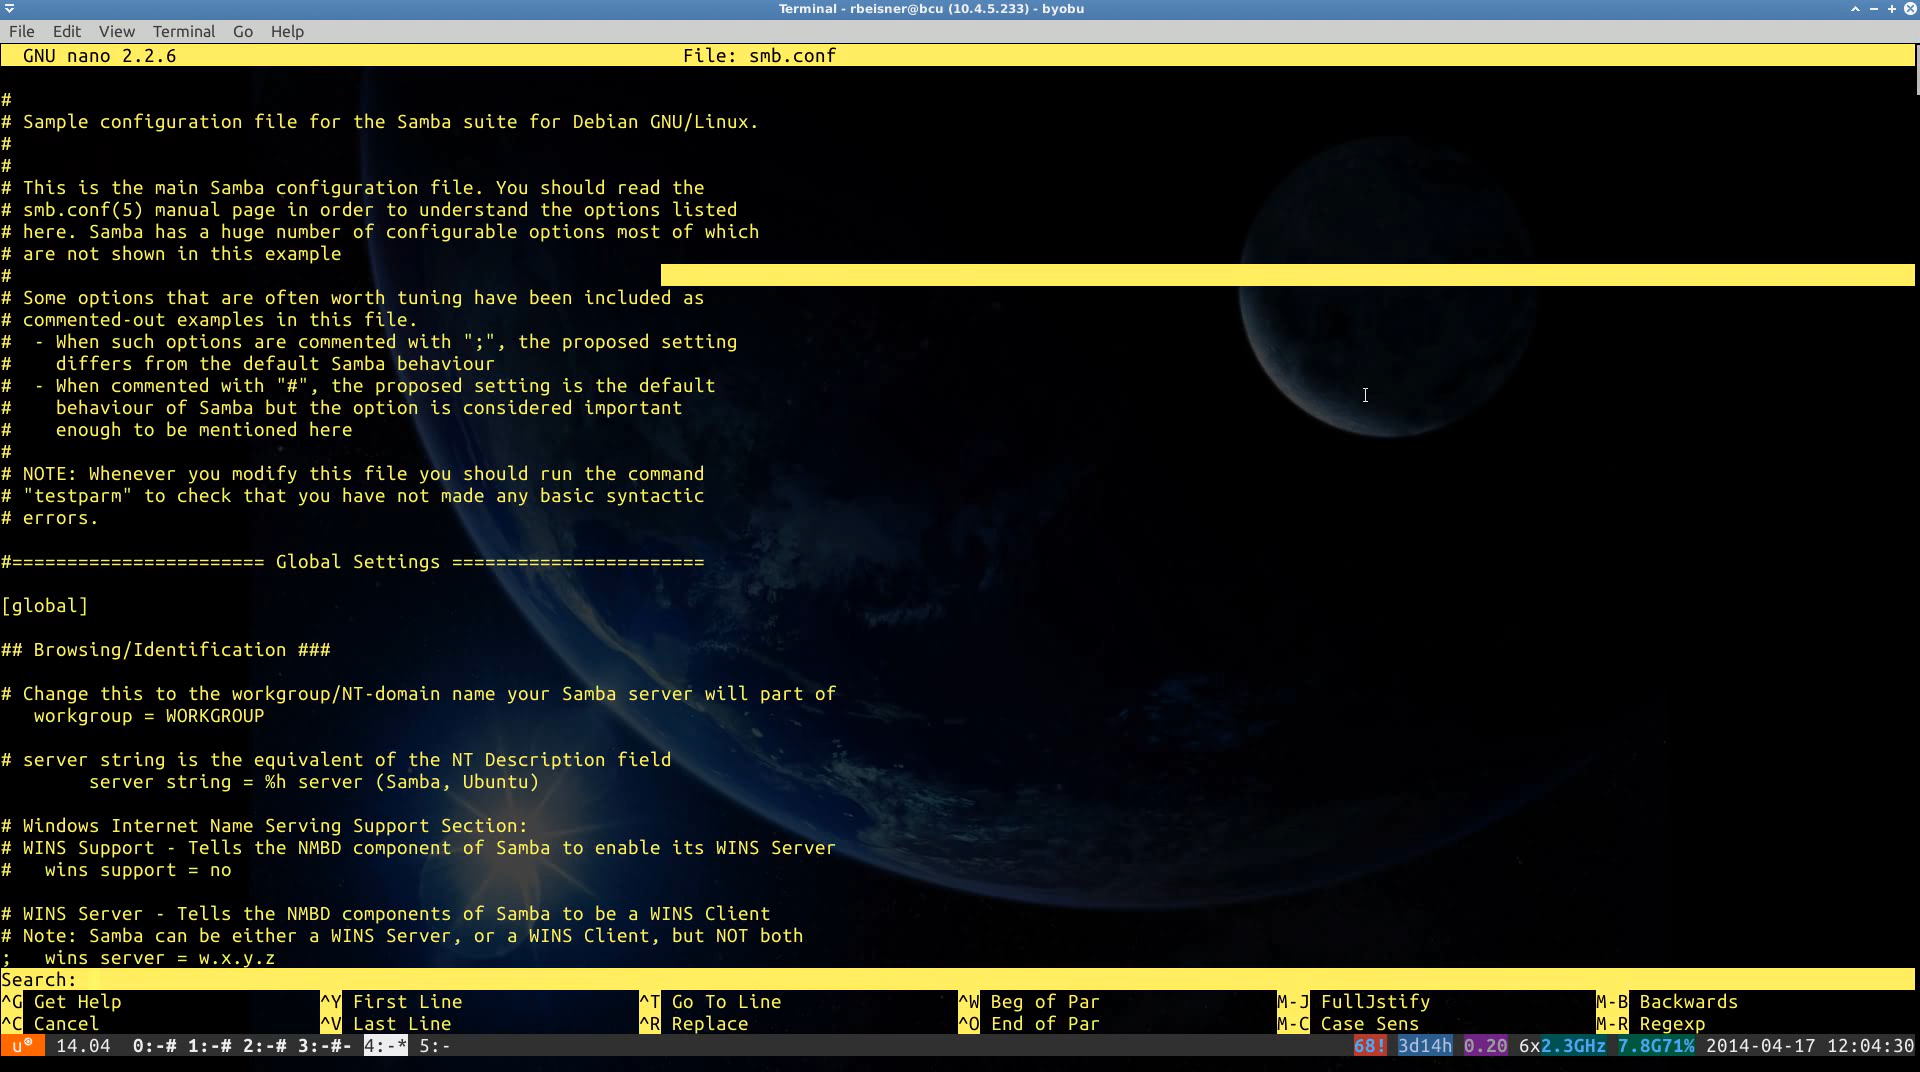 Terminal - rbeisner@bcu (10.4.5.233) - byobu
File Edit View Terminal Go Help
GNU nano 2.2.6 File: smb.conf
#
# Sample configuration file for the Samba suite for Debian GNU/Linux.
#
#
# This is the main Samba configuration file. You should read the
# smb.conf(5) manual page in order to understand the options listed
# here. Samba has a huge number of configurable options most of which
# are not shown in this example
#
# Some options that are often worth tuning have been included as
# commented-out examples in this file.
#  - When such options are commented with ";", the proposed setting
#    differs from the default Samba behaviour
#  - When commented with "#", the proposed setting is the default
#    behaviour of Samba but the option is considered important
#    enough to be mentioned here
#
# NOTE: Whenever you modify this file you should run the command
# "testparm" to check that you have not made any basic syntactic
# errors.
#======================= Global Settings =======================
[global]
## Browsing/Identification ###
# Change this to the workgroup/NT-domain name your Samba server will part of
   workgroup = WORKGROUP
# server string is the equivalent of the NT Description field
        server string = %h server (Samba, Ubuntu)
# Windows Internet Name Serving Support Section:
# WINS Support - Tells the NMBD component of Samba to enable its WINS Server
#   wins support = no
# WINS Server - Tells the NMBD components of Samba to be a WINS Client
# Note: Samba can be either a WINS Server, or a WINS Client, but NOT both
;   wins server = w.x.y.z
Search:
^G Get Help ^Y First Line ^T Go To Line ^W Beg of Par M-J FullJstify M-B Backwards
^C Cancel ^V Last Line ^R Replace ^O End of Par M-C Case Sens M-R Regexp
u 14.04 0:-# 1:-# 2:-# 3:-#- 4:-* 5:- 68! 3d14h 0.20 6x2.3GHz 7.8G71% 2014-04-17 12:04:30